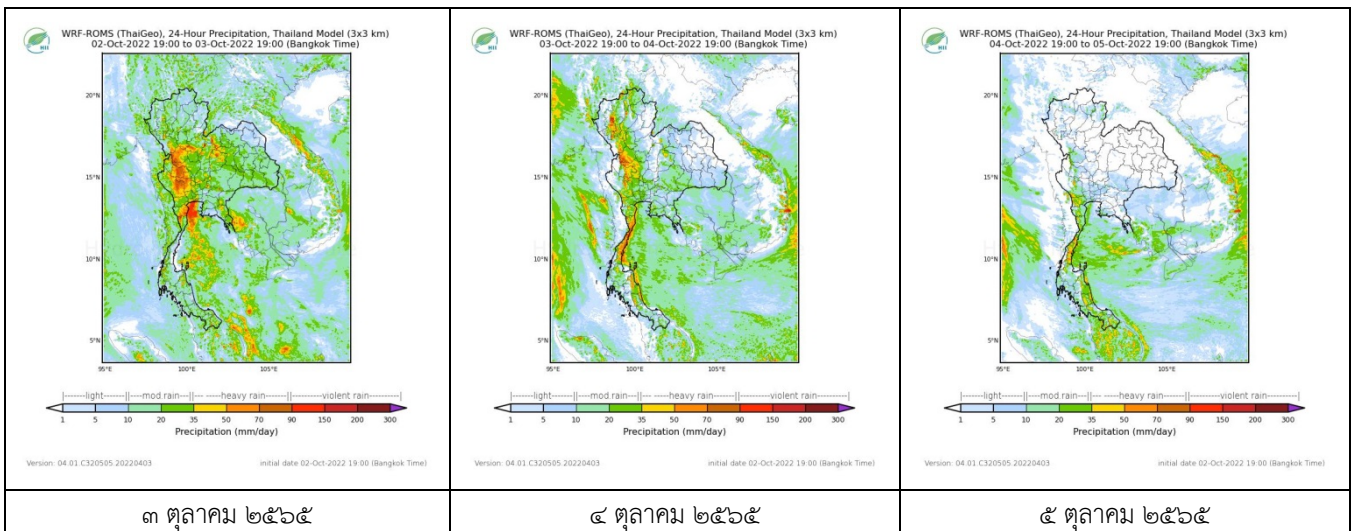 HII
WRF-ROMS (ThaiGeo), 24-Hour Precipitation, Thailand Model (3x3 km)
02-Oct-2022 19:00 to 03-Oct-2022 19:00 (Bangkok Time)
20°N
15°N
10°N
5°N
95°E 100°E 105°E
|------light------||---mod rain---||--- --heavy rain------||------violent rain-----|
1 5 10 20 35 50 70 90 150 200 300
Precipitation (mm/day)
Version: 04.01.C320505.20220403 initial date 02-Oct-2022 19:00 (Bangkok Time)
๓ ตุลาคม ๒๕๖๕
HII
WRF-ROMS (ThaiGeo), 24-Hour Precipitation, Thailand Model (3x3 km)
03-Oct-2022 19:00 to 04-Oct-2022 19:00 (Bangkok Time)
20°N
15°N
10°N
5°N
95°E 100°E 105°E
|------light------||---mod rain---||--- --heavy rain------||------violent rain-----|
1 5 10 20 35 50 70 90 150 200 300
Precipitation (mm/day)
Version: 04.01.C320505.20220403 initial date 02-Oct-2022 19:00 (Bangkok Time)
๔ ตุลาคม ๒๕๖๕
HII
WRF-ROMS (ThaiGeo), 24-Hour Precipitation, Thailand Model (3x3 km)
04-Oct-2022 19:00 to 05-Oct-2022 19:00 (Bangkok Time)
20°N
15°N
10°N
5°N
95°E 100°E 105°E
|------light------||---mod rain---||--- --heavy rain------||------violent rain-----|
1 5 10 20 35 50 70 90 150 200 300
Precipitation (mm/day)
Version: 04.01.C320505.20220403 initial date 02-Oct-2022 19:00 (Bangkok Time)
๕ ตุลาคม ๒๕๖๕